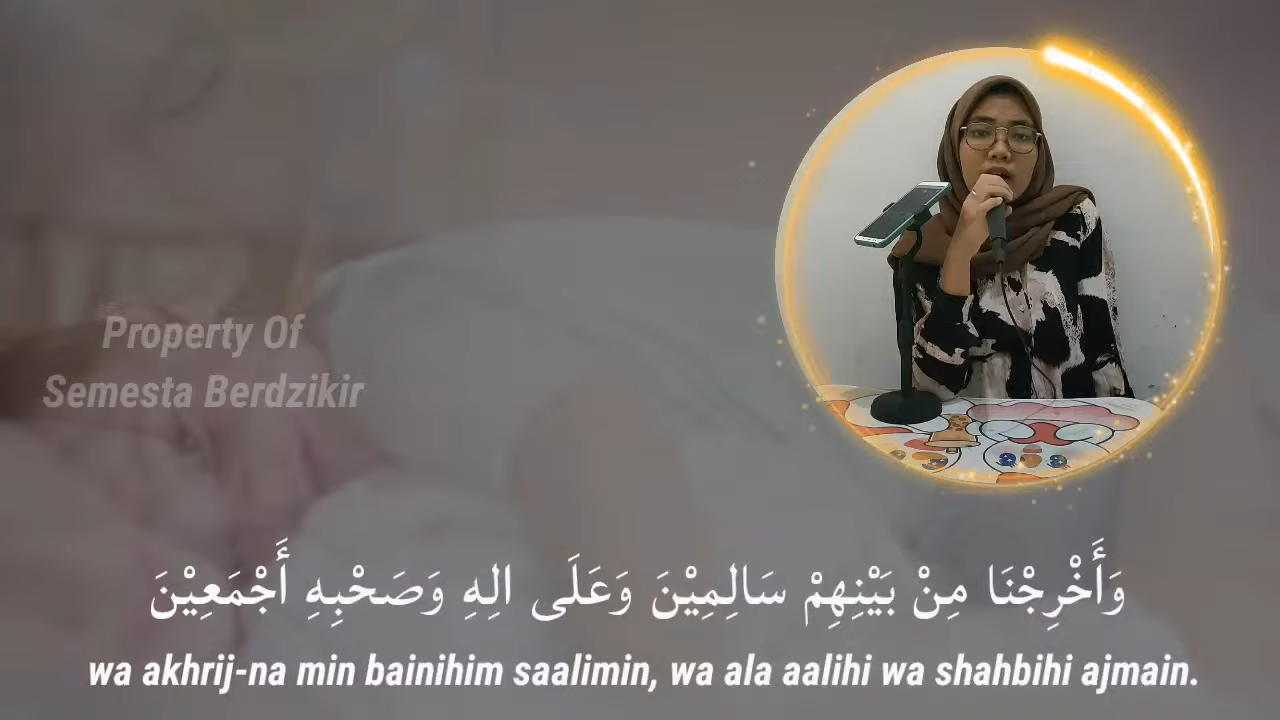 Property Of
Semesta Berdzikir
وَأَخْرِجْنَا مِنْ بَيْنِهِمْ سَالِمِيْنَ وَعَلَى الِهِ وَصَحْبِهِ أَجْمَعِيْنَ
wa akhrij-na min bainihim saalimin, wa ala aalihi wa shahbihi ajmain.